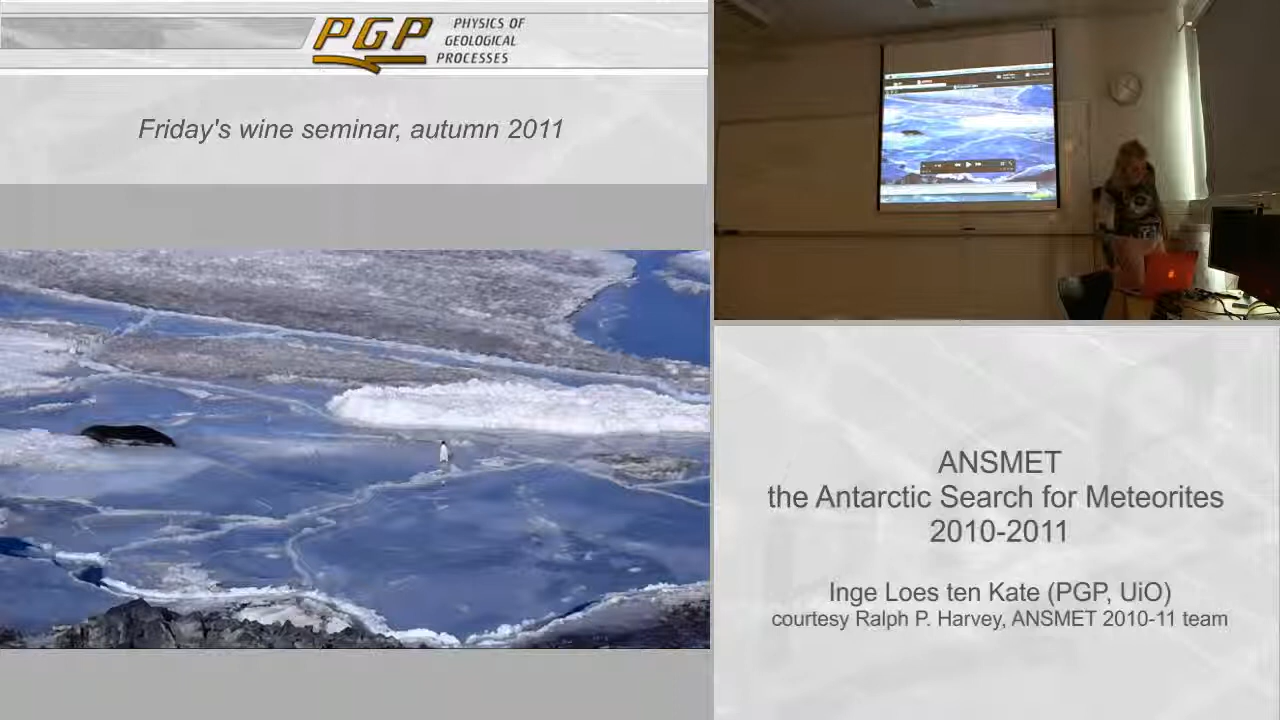 PGP
PHYSICS OF
GEOLOGICAL
PROCESSES
Friday's wine seminar, autumn 2011
ANSMET
the Antarctic Search for Meteorites
2010-2011
Inge Loes ten Kate (PGP, UiO)
courtesy Ralph P. Harvey, ANSMET 2010-11 team